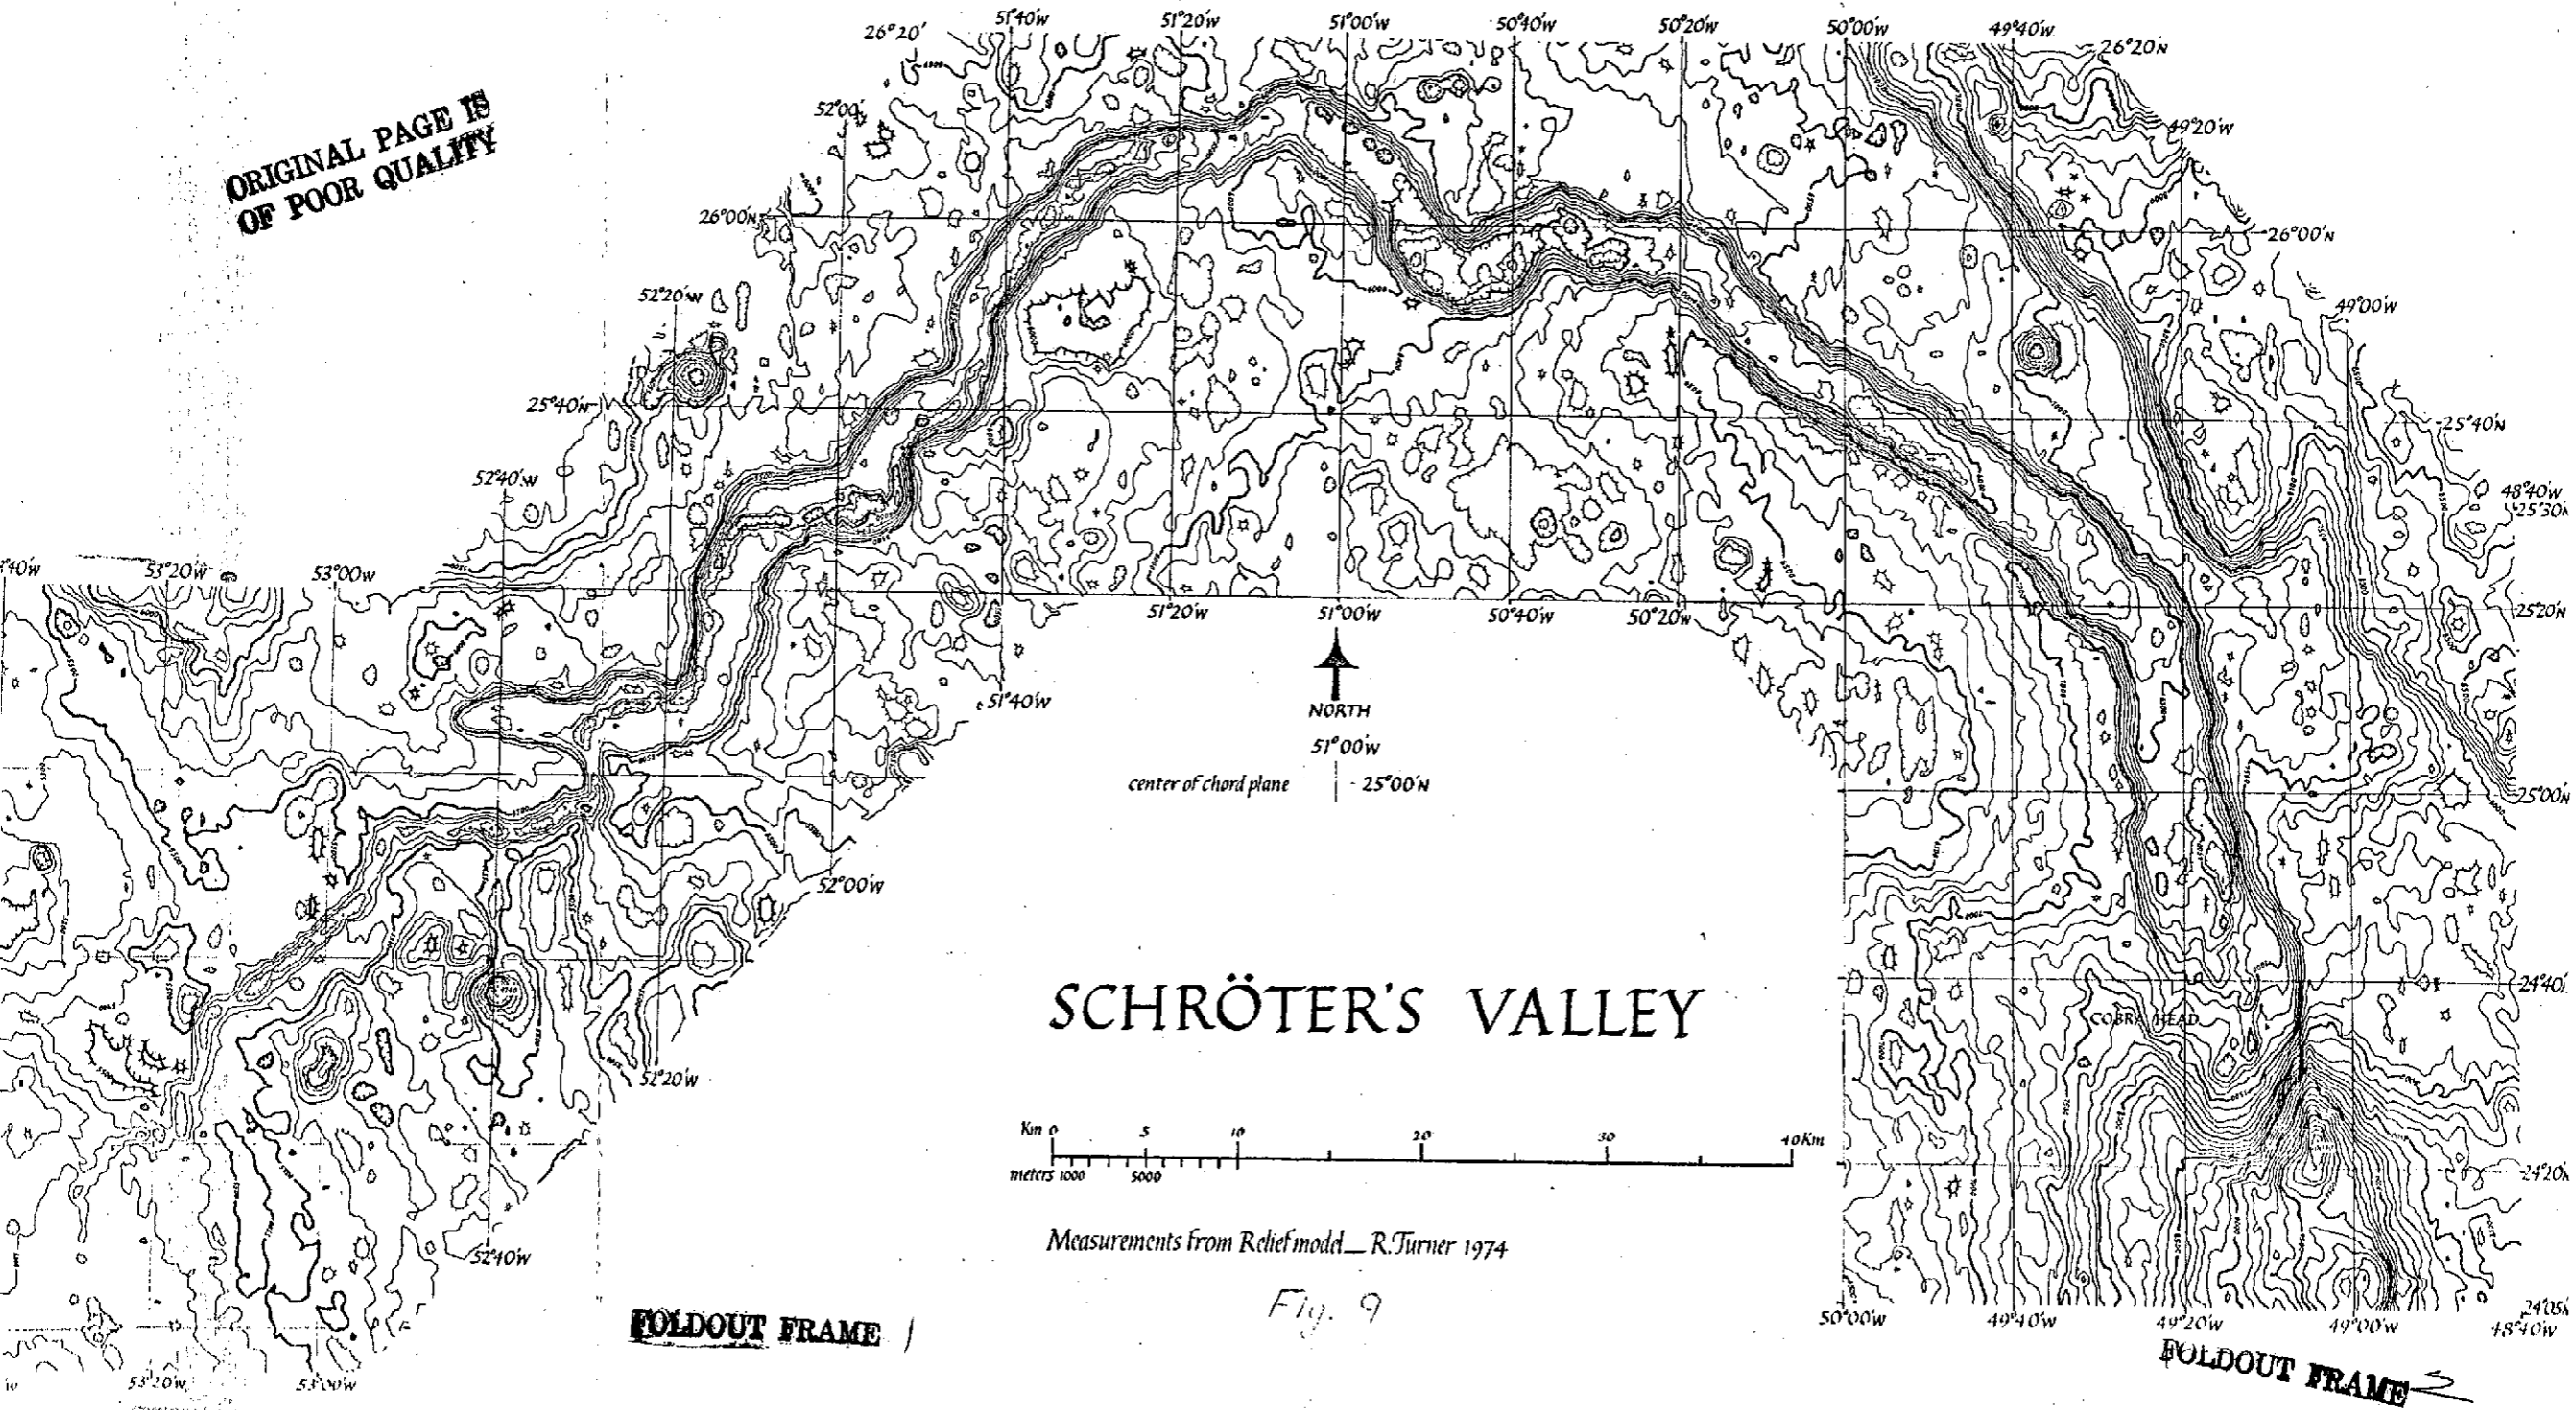 51°40'W 51°20'W 51°00'W 50°40'W 50°20'W 50°00'W 49°40'W
26°20' 26°20'N
ORIGINAL PAGE IS
OF POOR QUALITY
52°00' 49°20'W
26°00'N 26°00'N
52°20'W 49°00'W
25°40'N 25°40'N
52°40'W 48°40'W
25°30'N
°40'W 53°20'W 53°00'W
51°20'W 51°00'W 50°40'W 50°20'W 25°20'N
51°40'W
NORTH
51°00'W
center of chord plane 25°00'N
25°00'N
52°00'W
SCHRÖTER'S VALLEY
24°40'
COBRA HEAD
52°20'W
Km 0 5 10 20 30 40Km
meters 1000 5000
24°20'N
Measurements from Relief model — R.Turner 1974
52°40'W
Fig. 9
50°00'W 49°40'W 49°20'W 49°00'W 24°05'N
48°40'W
FOLDOUT FRAME 1
FOLDOUT FRAME 2
53°20'W 53°00'W